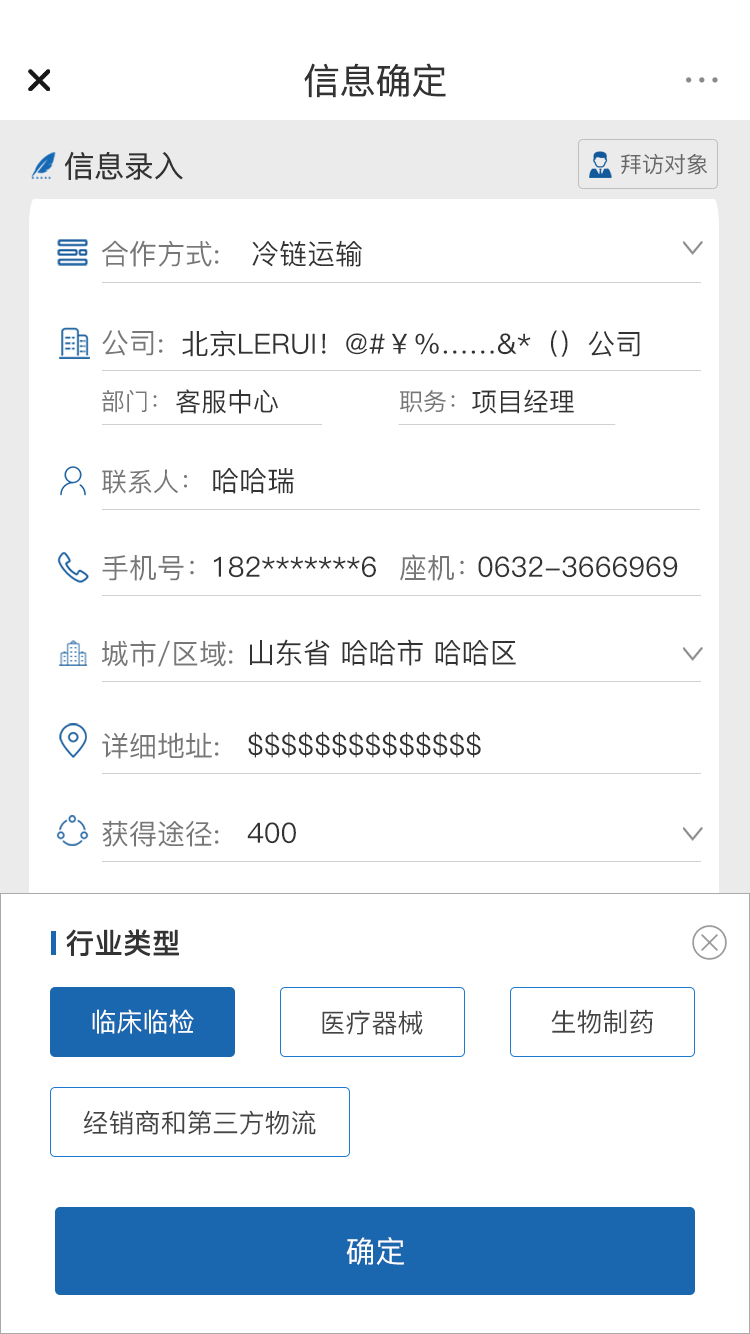 信息确定
信息录入 拜访对象
合作方式: 冷链运输
公司: 北京LERUI！@#￥%……&*（）公司
部门: 客服中心 职务: 项目经理
联系人: 哈哈瑞
手机号: 182*******6 座机: 0632-3666969
城市/区域: 山东省 哈哈市 哈哈区
详细地址: $$$$$$$$$$$$$$
获得途径: 400
行业类型
临床临检 医疗器械 生物制药
经销商和第三方物流
确定